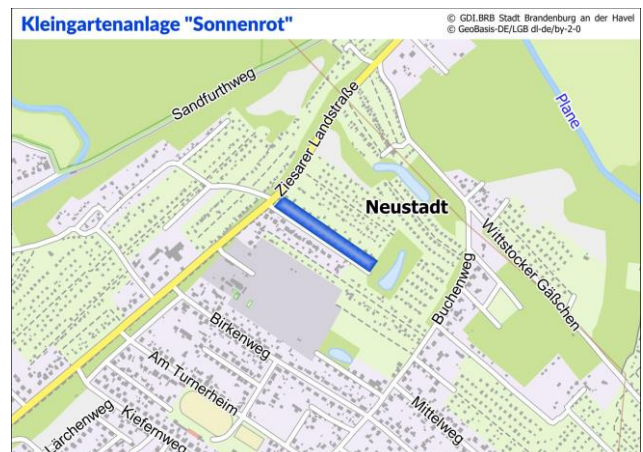 Kleingartenanlage "Sonnenrot"
© GDI.BRB Stadt Brandenburg an der Havel
© GeoBasis-DE/LGB dl-de/by-2-0
Sandfurthweg
Ziesarer Landstraße
Plane
Neustadt
Wittstocker Gäßchen
Buchenweg
Birkenweg
Am Turnerheim
Mittelweg
Lärchenweg
Kiefernweg